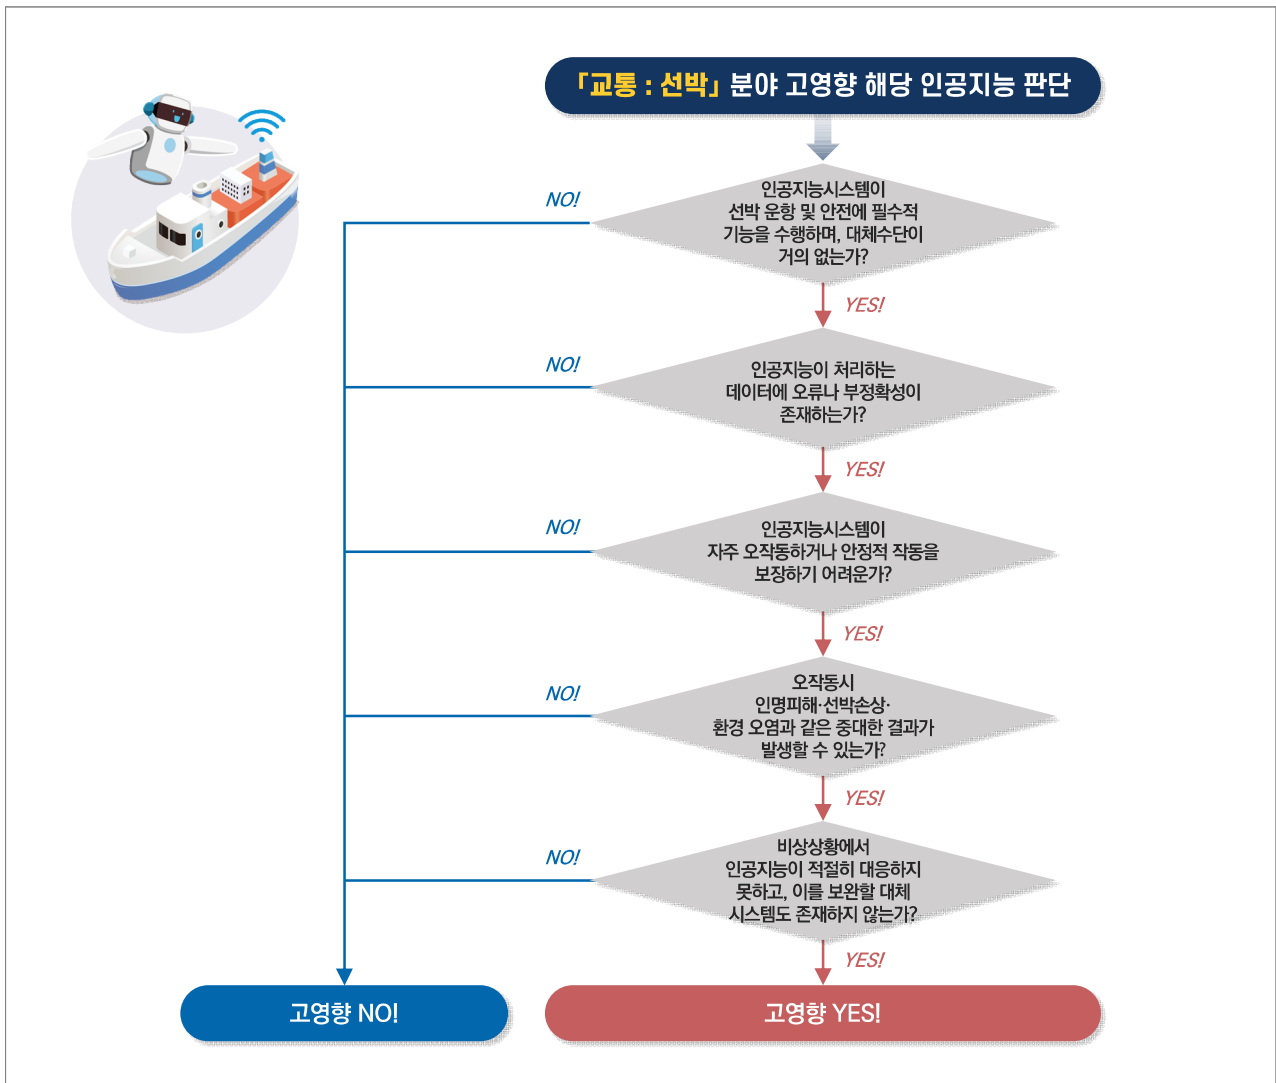 「교통 : 선박」 분야 고영향 해당 인공지능 판단
인공지능시스템이
선박 운항 및 안전에 필수적
기능을 수행하며, 대체수단이
거의 없는가?
NO!
YES!
인공지능이 처리하는
데이터에 오류나 부정확성이
존재하는가?
NO!
YES!
인공지능시스템이
자주 오작동하거나 안정적 작동을
보장하기 어려운가?
NO!
YES!
오작동시
인명피해·선박손상·
환경 오염과 같은 중대한 결과가
발생할 수 있는가?
NO!
YES!
비상상황에서
인공지능이 적절히 대응하지
못하고, 이를 보완할 대체
시스템도 존재하지 않는가?
NO!
YES!
고영향 NO!
고영향 YES!